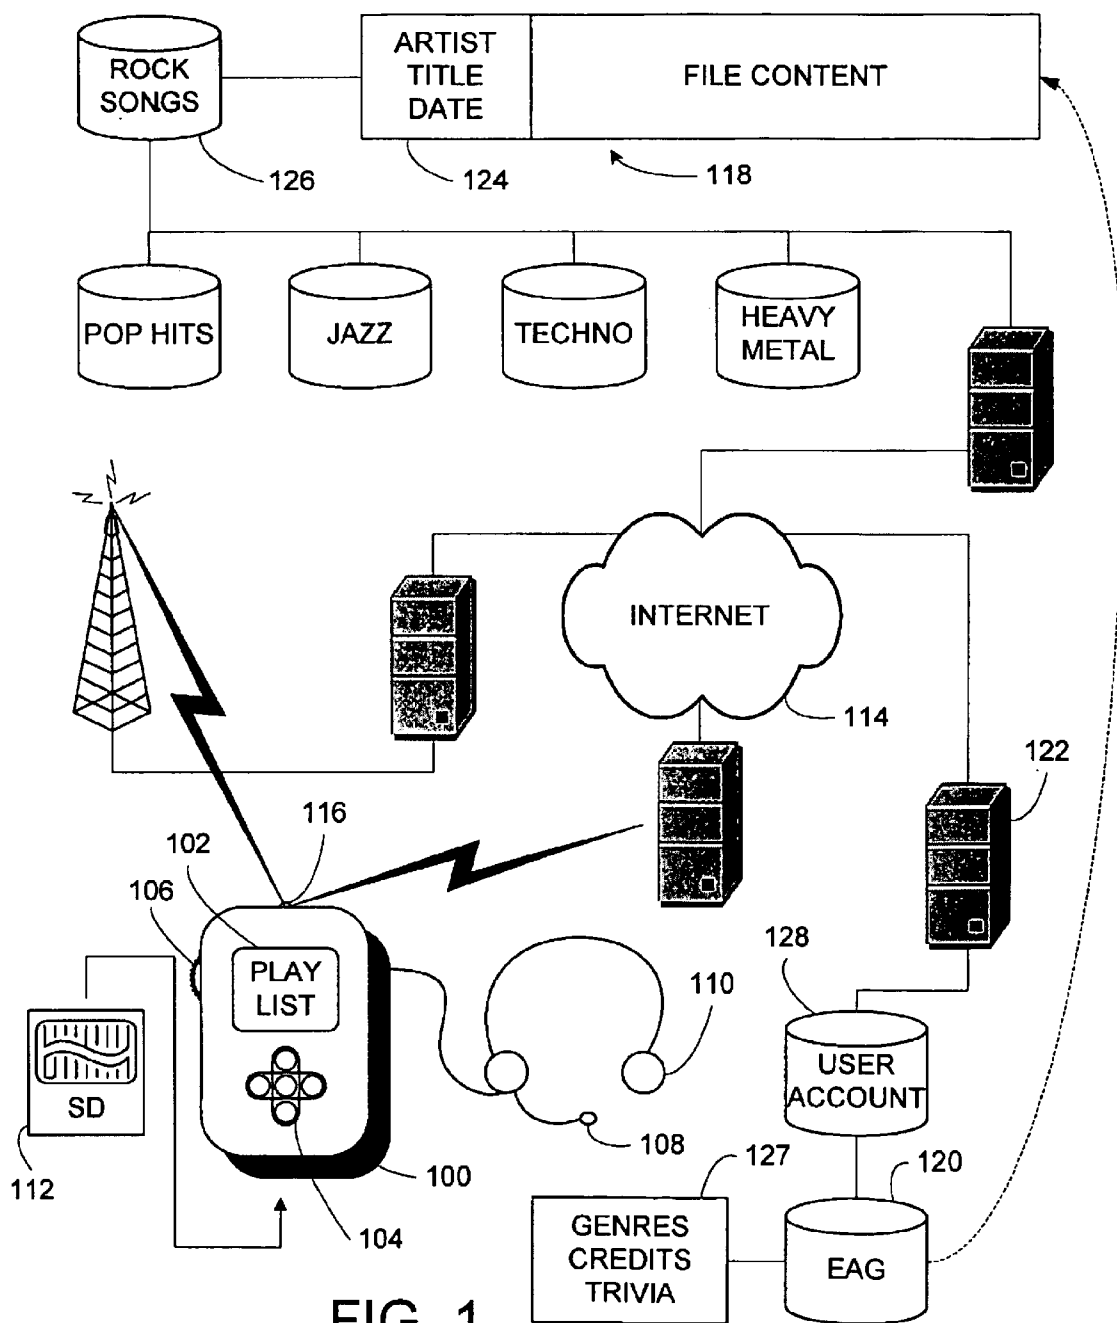 ROCK
SONGS
ARTIST
TITLE
DATE
FILE CONTENT
126
124
118
POP HITS
JAZZ
TECHNO
HEAVY
METAL
INTERNET
114
122
116
102
106
PLAY
LIST
128
110
USER
ACCOUNT
SD
108
112
100
127
120
104
GENRES
CREDITS
TRIVIA
EAG
FIG. 1